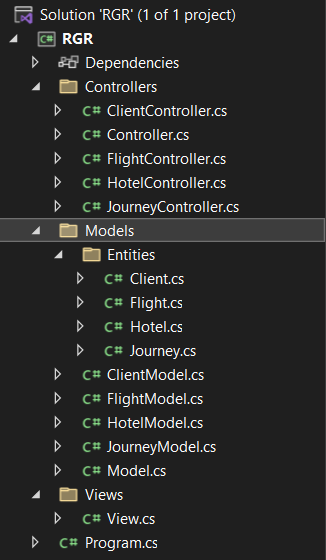 Solution 'RGR' (1 of 1 project)
RGR
Dependencies
Controllers
ClientController.cs
Controller.cs
FlightController.cs
HotelController.cs
JourneyController.cs
Models
Entities
Client.cs
Flight.cs
Hotel.cs
Journey.cs
ClientModel.cs
FlightModel.cs
HotelModel.cs
JourneyModel.cs
Model.cs
Views
View.cs
Program.cs